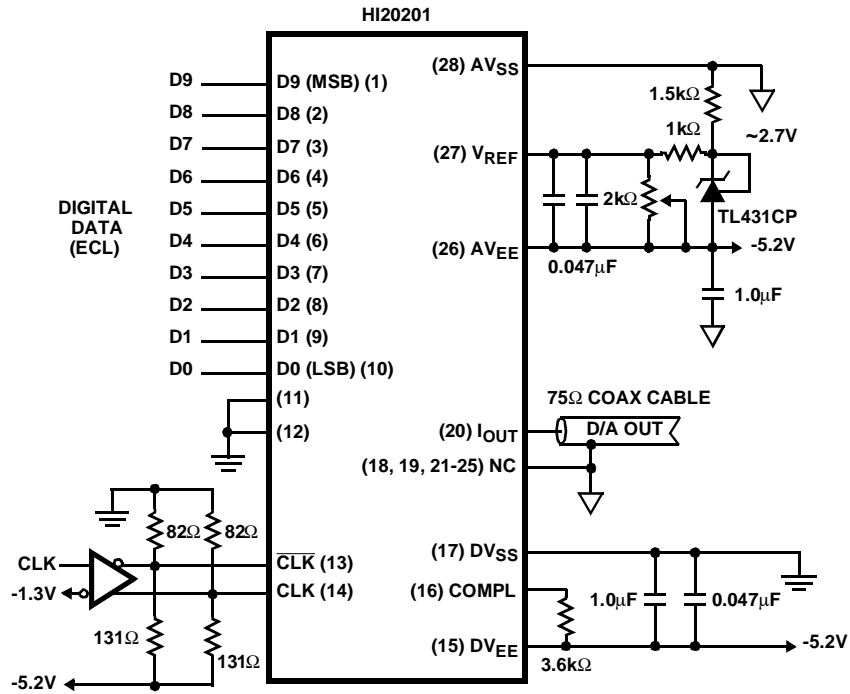 HI20201
D9
D8
D7
D6
D5
D4
D3
D2
D1
D0
DIGITAL
DATA
(ECL)
D9 (MSB) (1)
D8 (2)
D7 (3)
D6 (4)
D5 (5)
D4 (6)
D3 (7)
D2 (8)
D1 (9)
D0 (LSB) (10)
(11)
(12)
82Ω
82Ω
CLK
-1.3V
131Ω
131Ω
-5.2V
CLK (13)
CLK (14)
(28) AVSS
(27) VREF
(26) AVEE
(20) IOUT
(18, 19, 21-25) NC
(17) DVSS
(16) COMPL
(15) DVEE
1.5kΩ
1kΩ
~2.7V
2kΩ
TL431CP
-5.2V
0.047μF
1.0μF
75Ω COAX CABLE
D/A OUT
1.0μF
0.047μF
3.6kΩ
-5.2V